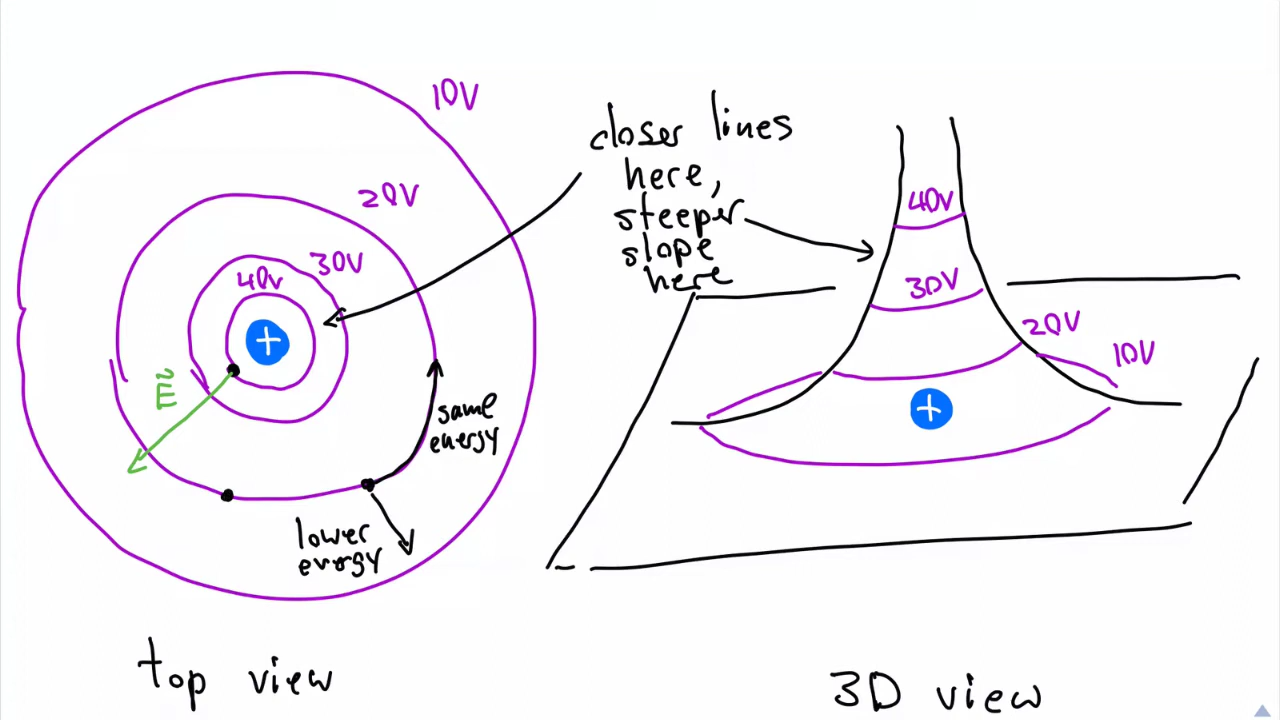 10V
20V
30V
40V
+
E
same
energy
lower
energy
top view
closer lines
here,
steeper
slope
here
40V
30V
20V
10V
+
3D view